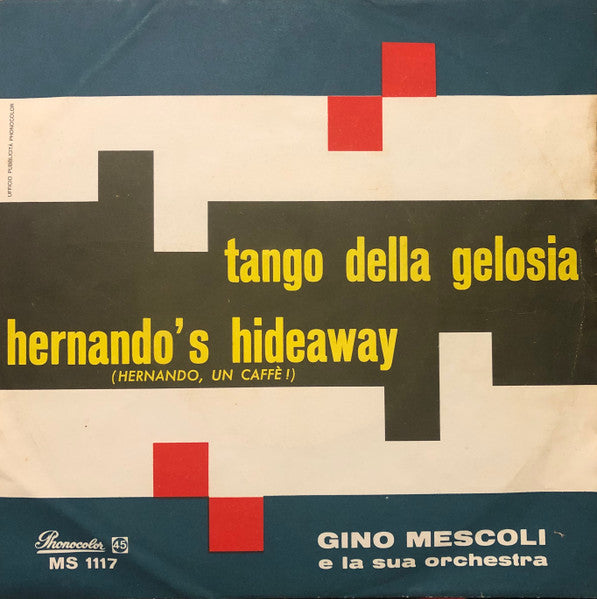 UFFICIO PUBBLICITÀ PHONOCOLOR
tango della gelosia
hernando's hideaway
(HERNANDO, UN CAFFÈ!)
Phonocolor 45
MS 1117
GINO MESCOLI
e la sua orchestra